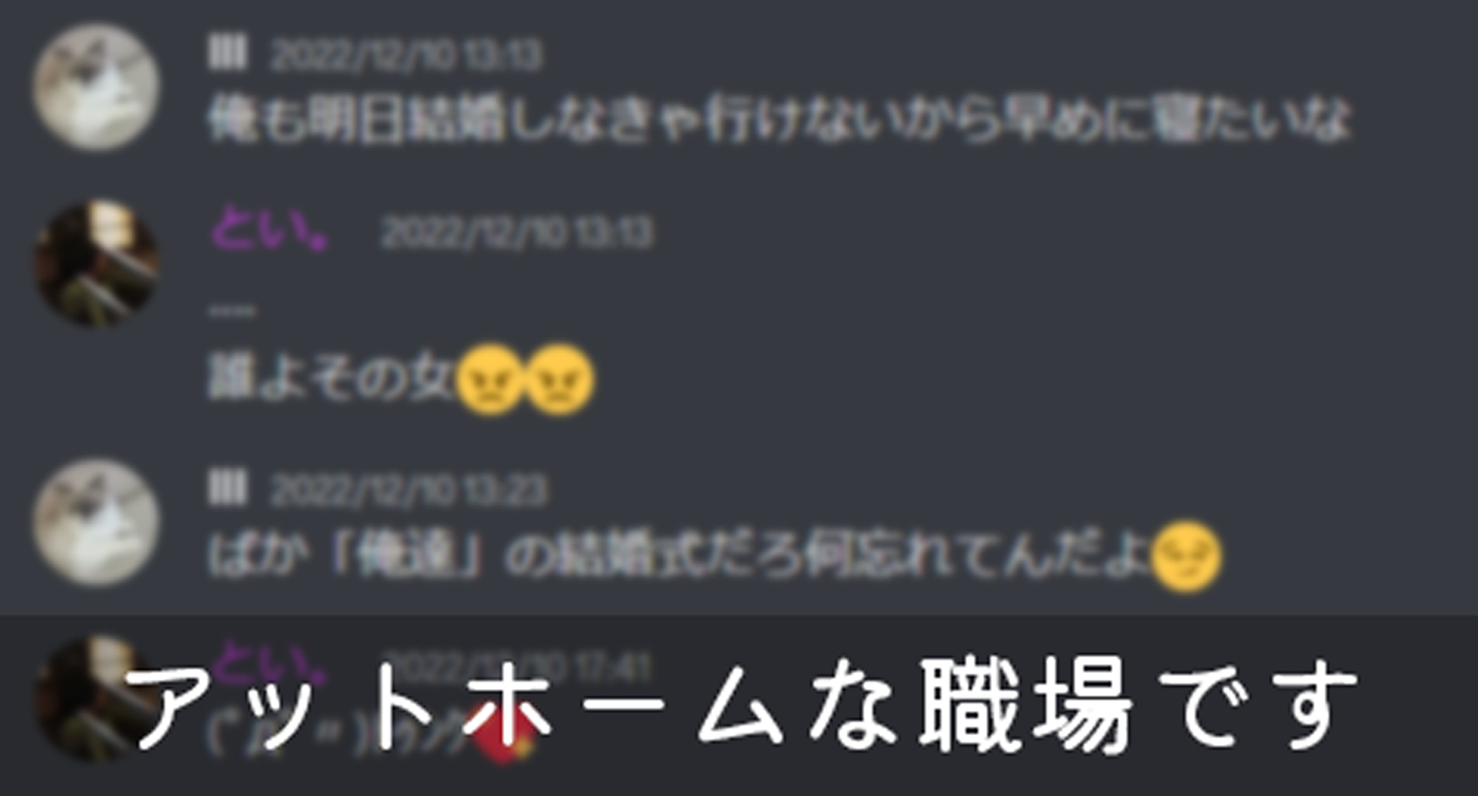 lll 2022/12/10 13:13
俺も明日結婚しなきゃ行けないから早めに寝たいな
とい。 2022/12/10 13:13
....
誰よその女😠😠
lll 2022/12/10 13:23
ばか「俺達」の結婚式だろ何忘れてんだよ😏
とい。 2022/12/10 17:41
アットホームな職場です